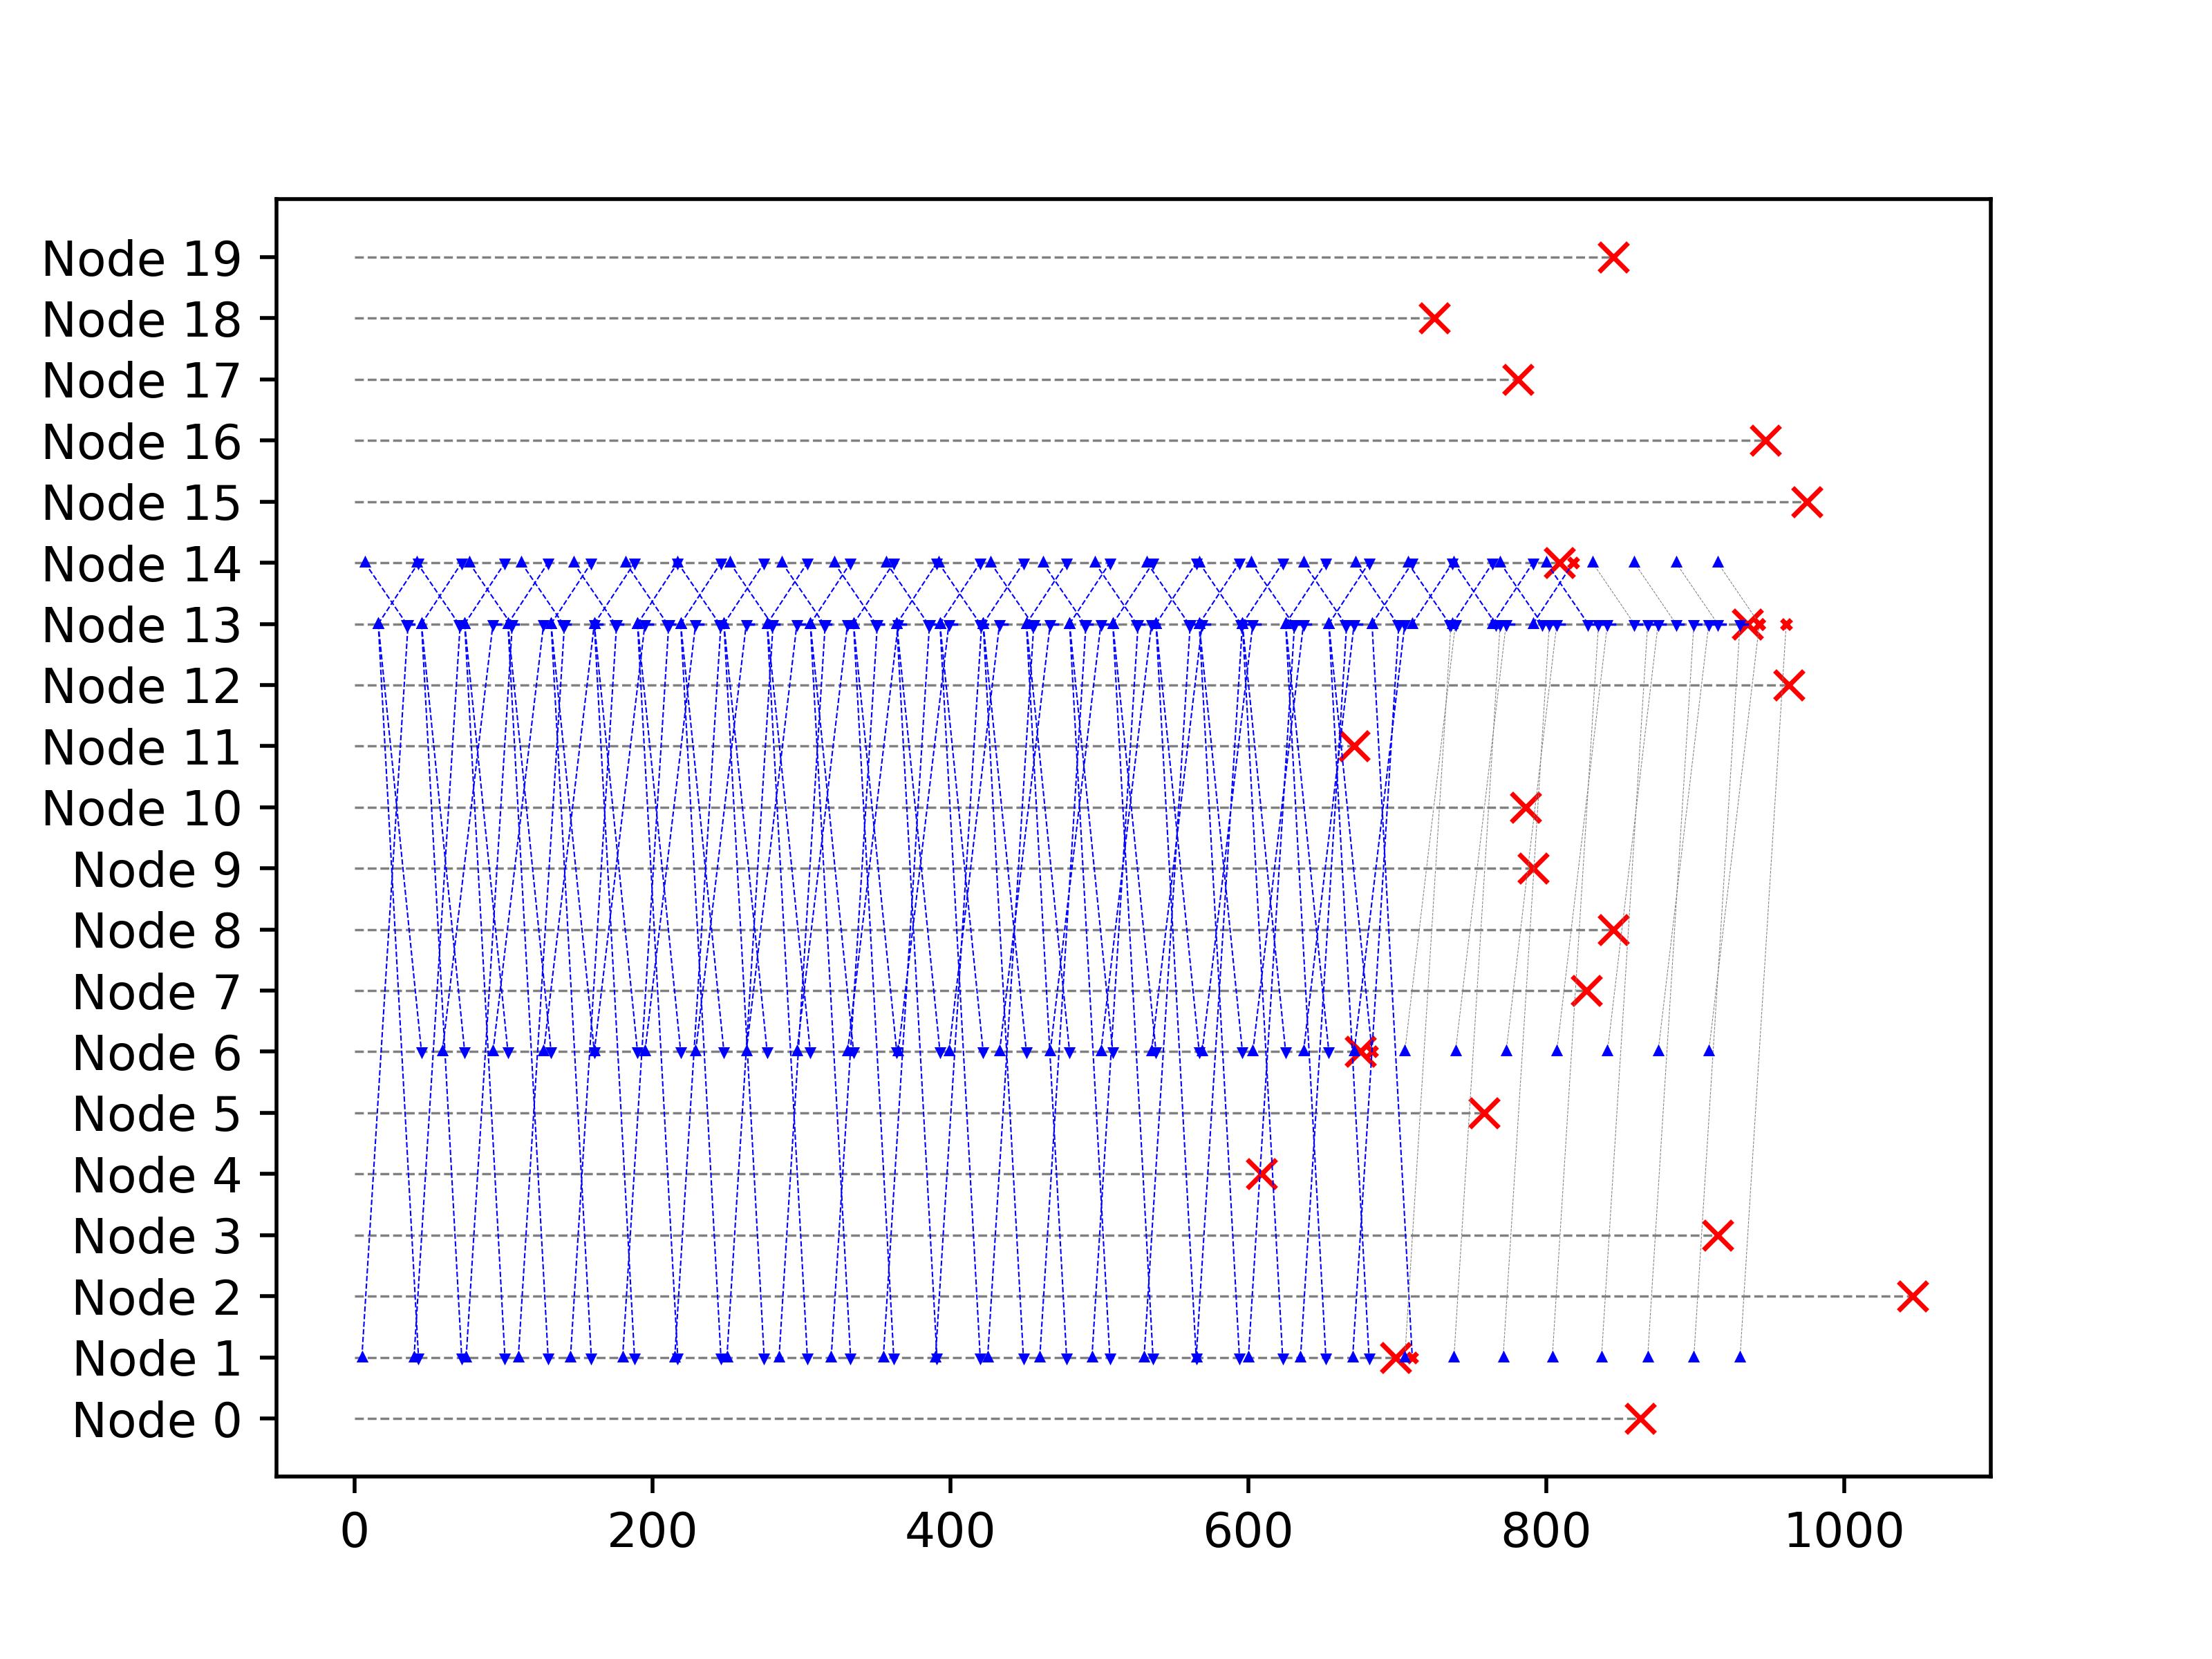 Node 19
Node 18
Node 17
Node 16
Node 15
Node 14
Node 13
Node 12
Node 11
Node 10
Node 9
Node 8
Node 7
Node 6
Node 5
Node 4
Node 3
Node 2
Node 1
Node 0
0 200 400 600 800 1000